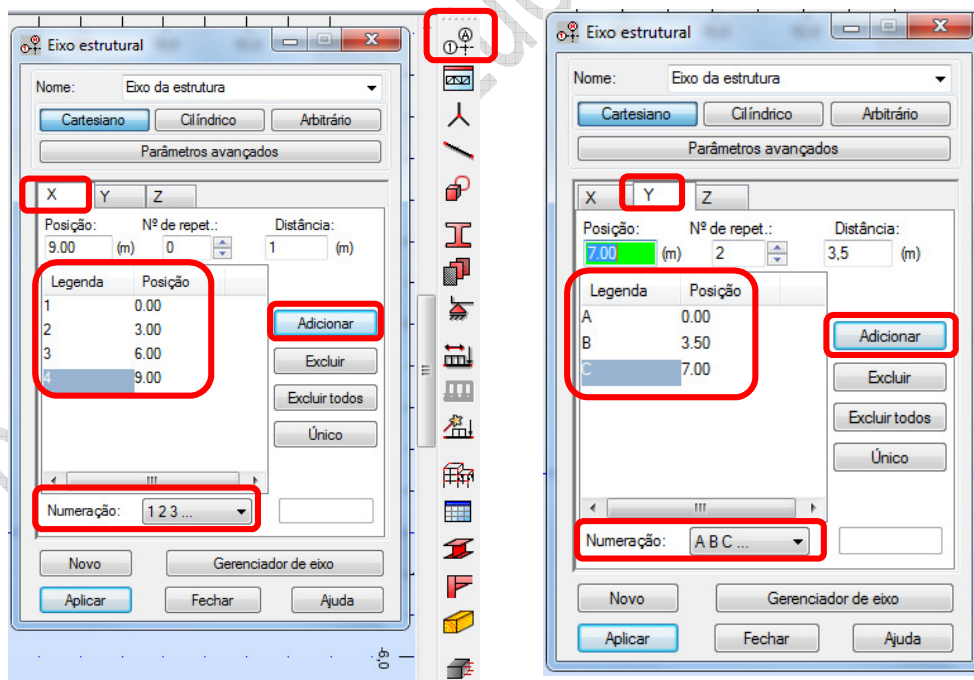 Eixo estrutural
Nome: Eixo da estrutura
Cartesiano Cilíndrico Arbitrário
Parâmetros avançados
X Y Z
Posição: Nº de repet.: Distância:
9.00 (m) 0 1 (m)
Legenda Posição
1 0.00
2 3.00
3 6.00
4 9.00
Adicionar
Excluir
Excluir todos
Único
Numeração: 1 2 3 ...
Novo Gerenciador de eixo
Aplicar Fechar Ajuda
A
1
Eixo estrutural
Nome: Eixo da estrutura
Cartesiano Cilíndrico Arbitrário
Parâmetros avançados
X Y Z
Posição: Nº de repet.: Distância:
7.00 (m) 2 3,5 (m)
Legenda Posição
A 0.00
B 3.50
C 7.00
Adicionar
Excluir
Excluir todos
Único
Numeração: A B C ...
Novo Gerenciador de eixo
Aplicar Fechar Ajuda